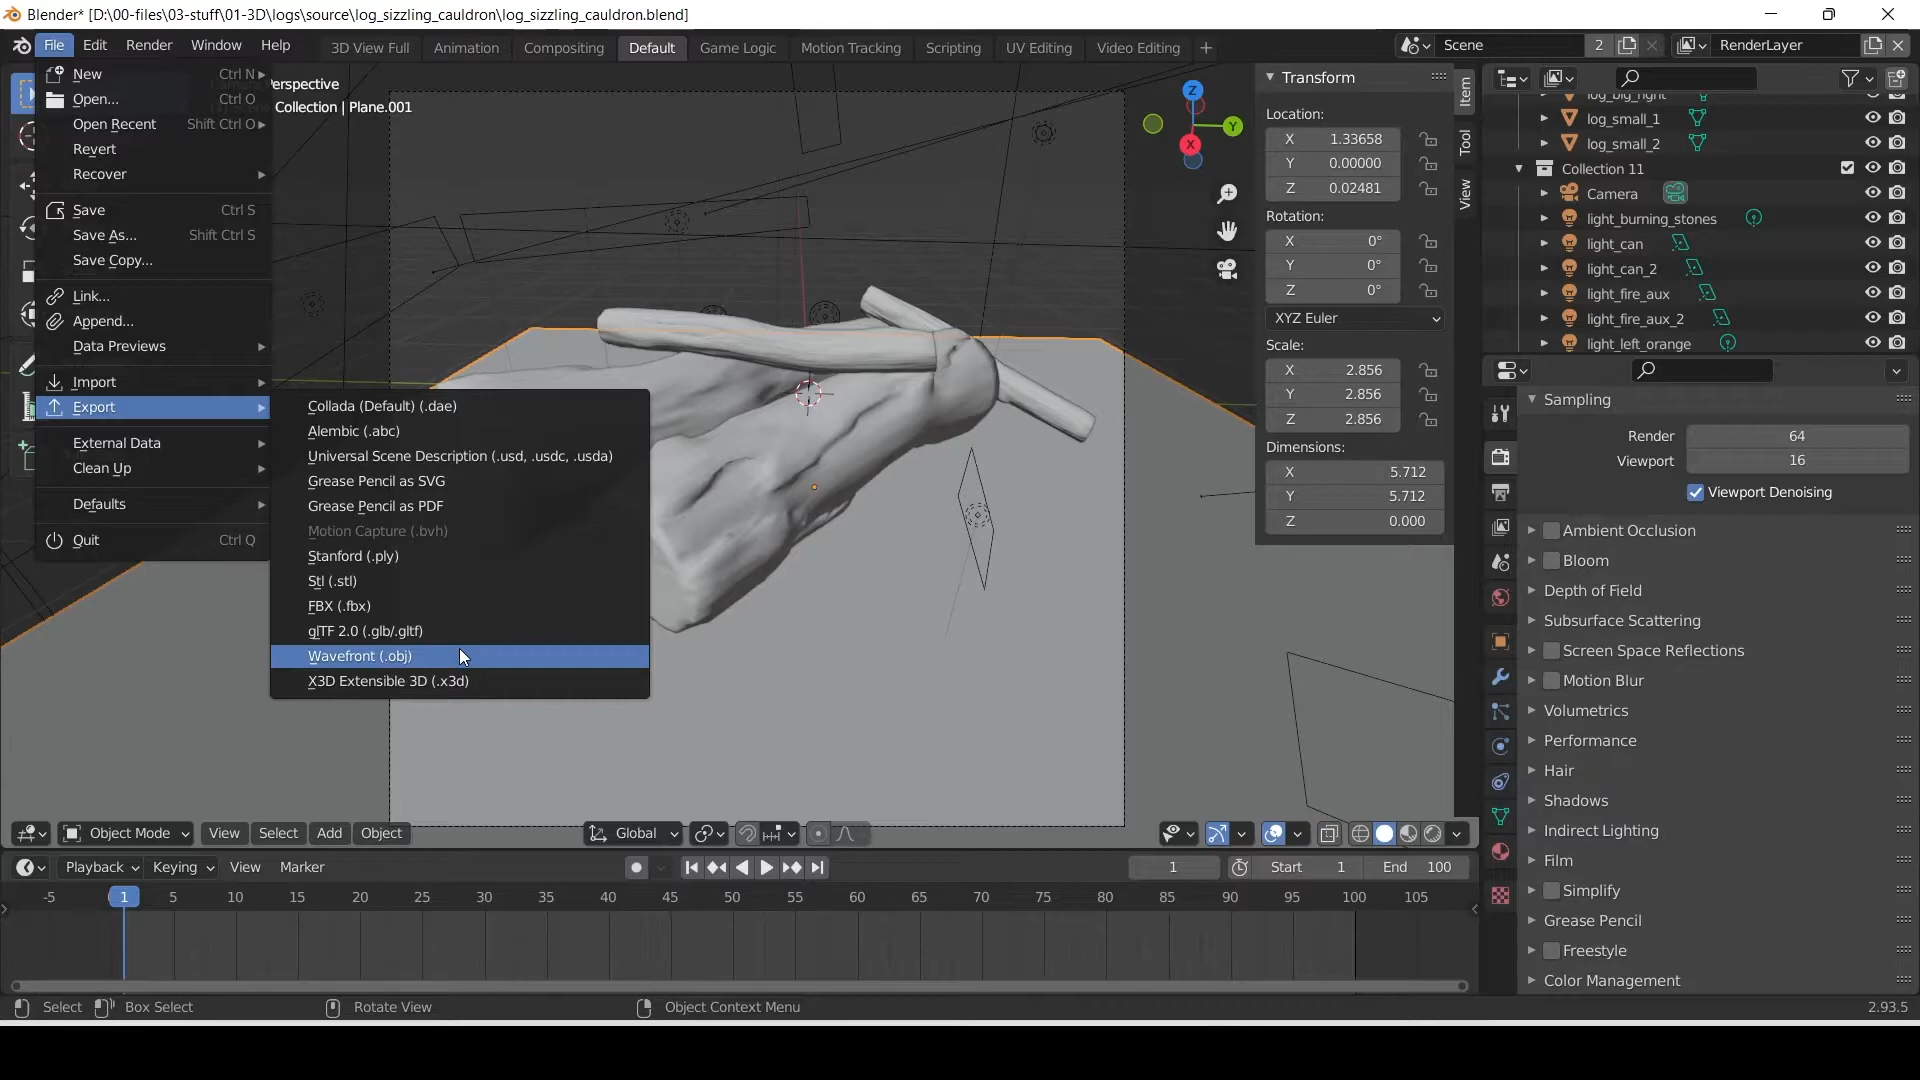 Blender* [D:\00-files\03-stuff\01-3D\logs\source\log_sizzling_cauldron\log_sizzling_cauldron.blend]
File Edit Render Window Help 3D View Full Animation Compositing Default Game Logic Motion Tracking Scripting UV Editing Video Editing + Scene 2 RenderLayer
New Ctrl N
Open... Ctrl O
Open Recent Shift Ctrl O
Revert
Recover
Save Ctrl S
Save As... Shift Ctrl S
Save Copy...
Link...
Append...
Data Previews
Import
Export
External Data
Clean Up
Defaults
Quit Ctrl Q
Collada (Default) (.dae)
Alembic (.abc)
Universal Scene Description (.usd, .usdc, .usda)
Grease Pencil as SVG
Grease Pencil as PDF
Motion Capture (.bvh)
Stanford (.ply)
Stl (.stl)
FBX (.fbx)
glTF 2.0 (.glb/.gltf)
Wavefront (.obj)
X3D Extensible 3D (.x3d)
Perspective
Collection | Plane.001
Z
Y
X
Transform
Location:
X 1.33658
Y 0.00000
Z 0.02481
Rotation:
X 0°
Y 0°
Z 0°
XYZ Euler
Scale:
X 2.856
Y 2.856
Z 2.856
Dimensions:
X 5.712
Y 5.712
Z 0.000
Item
Tool
View
log_big_right
log_small_1
log_small_2
Collection 11
Camera
light_burning_stones
light_can
light_can_2
light_fire_aux
light_fire_aux_2
light_left_orange
Sampling
Render 64
Viewport 16
Viewport Denoising
Ambient Occlusion
Bloom
Depth of Field
Subsurface Scattering
Screen Space Reflections
Motion Blur
Volumetrics
Performance
Hair
Shadows
Indirect Lighting
Film
Simplify
Grease Pencil
Freestyle
Color Management
Object Mode View Select Add Object Global
Playback Keying View Marker 1 Start 1 End 100
-5 1 5 10 15 20 25 30 35 40 45 50 55 60 65 70 75 80 85 90 95 100 105
Select Box Select Rotate View Object Context Menu 2.93.5